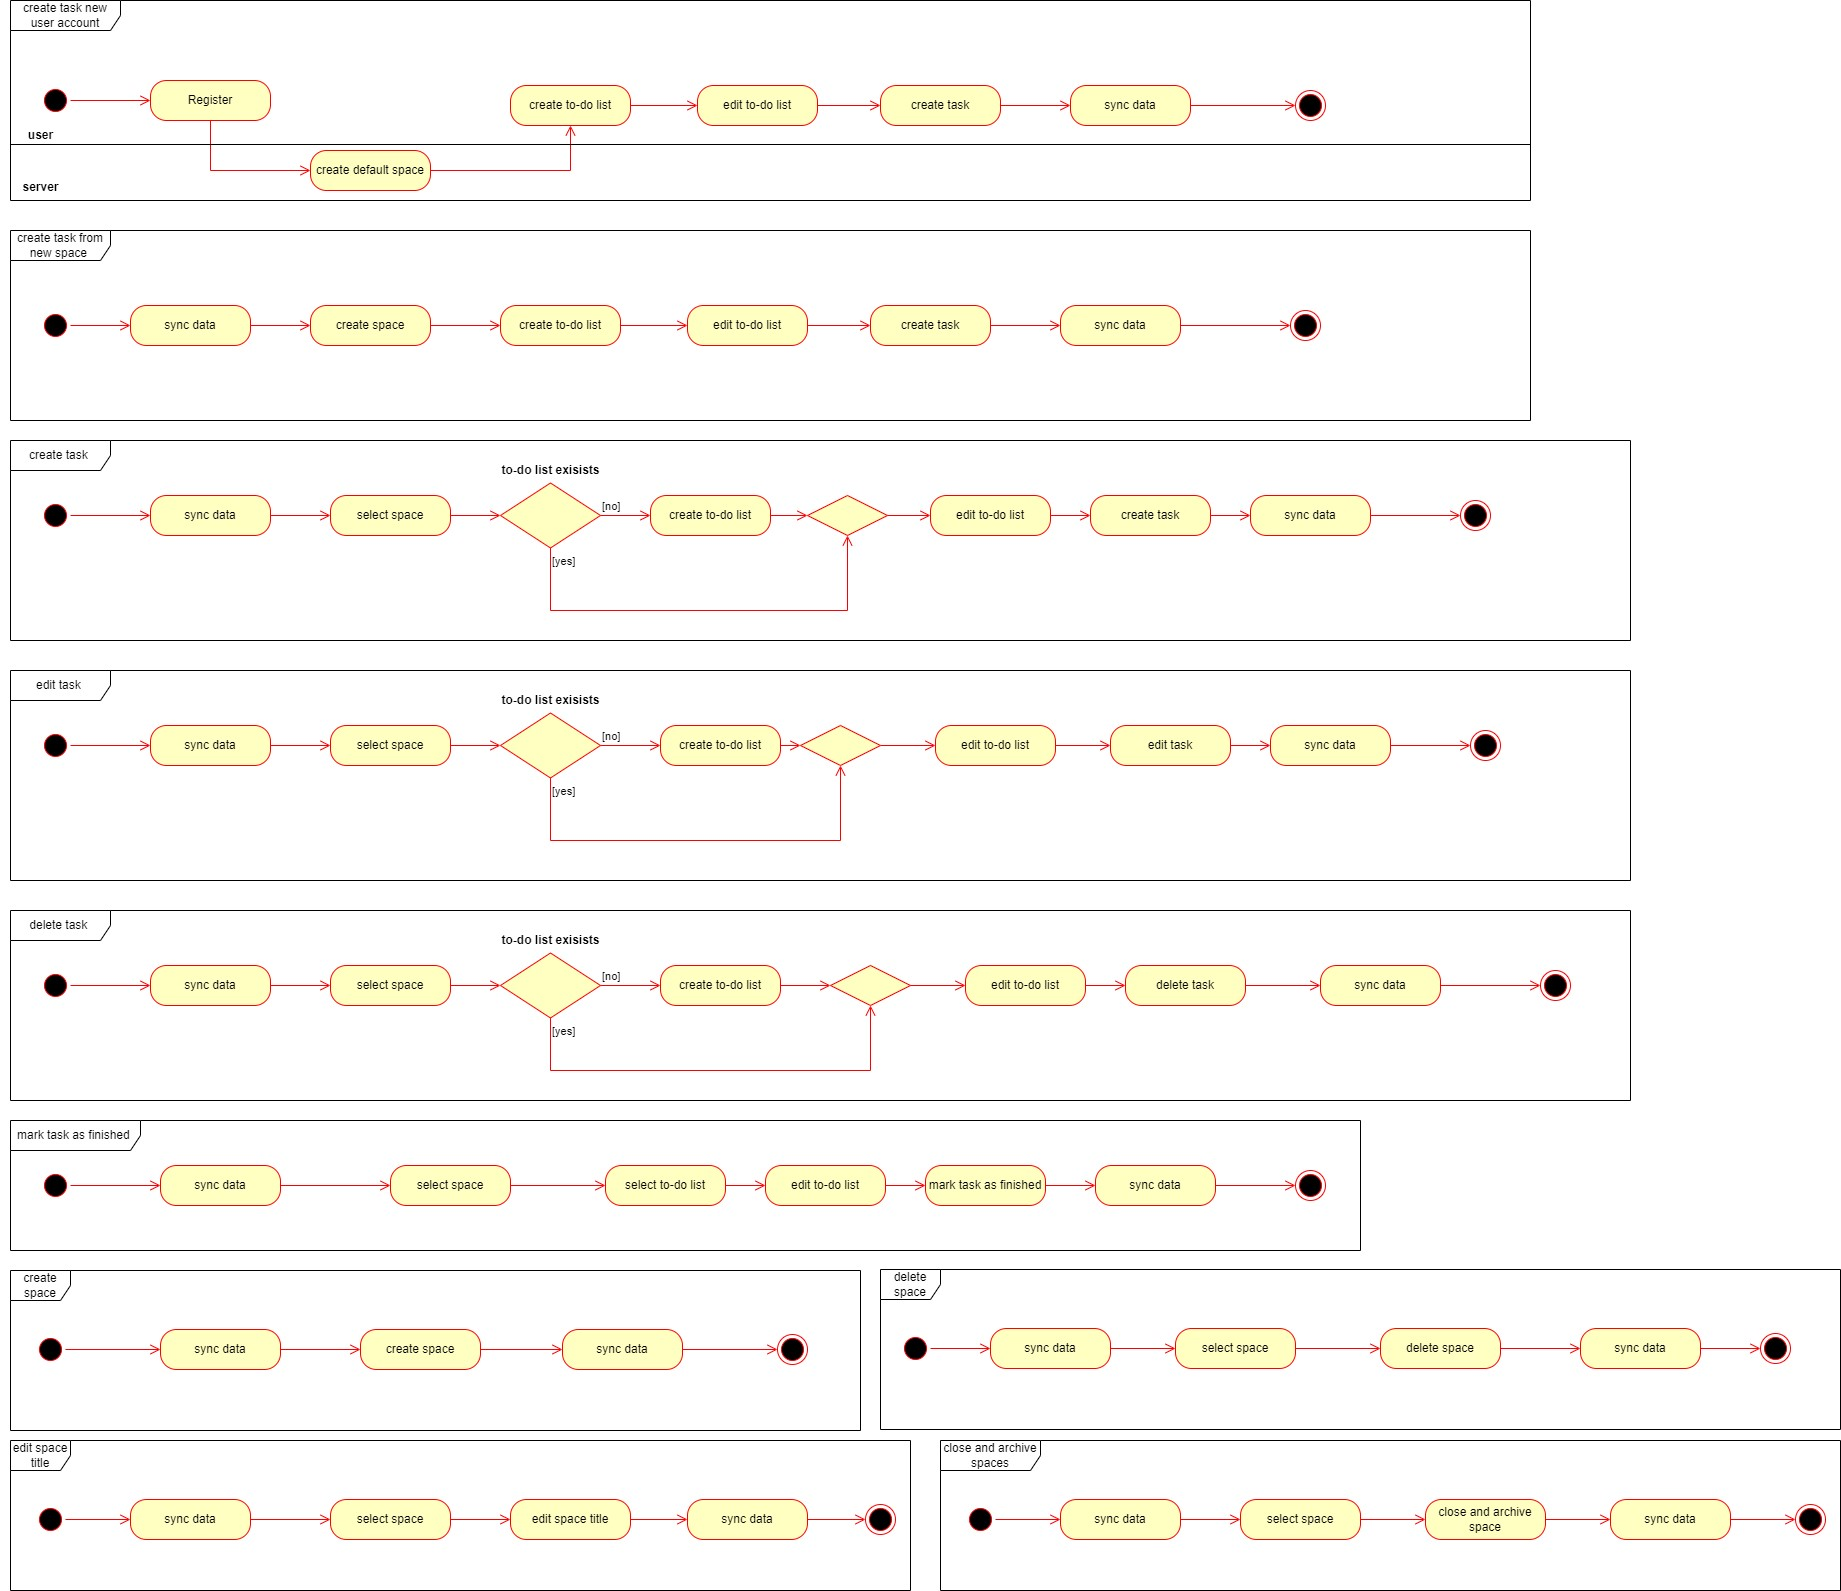 create task new
user account
Register
create to-do list
edit to-do list
create task
sync data
user
create default space
server
create task from
new space
sync data
create space
create to-do list
edit to-do list
create task
sync data
create task
to-do list exisists
sync data
select space
[no]
create to-do list
edit to-do list
create task
sync data
[yes]
edit task
to-do list exisists
sync data
select space
[no]
create to-do list
edit to-do list
edit task
sync data
[yes]
delete task
to-do list exisists
sync data
select space
[no]
create to-do list
edit to-do list
delete task
sync data
[yes]
mark task as finished
sync data
select space
select to-do list
edit to-do list
mark task as finished
sync data
create
space
sync data
create space
sync data
delete
space
sync data
select space
delete space
sync data
edit space
title
sync data
select space
edit space title
sync data
close and archive
spaces
sync data
select space
close and archive
space
sync data